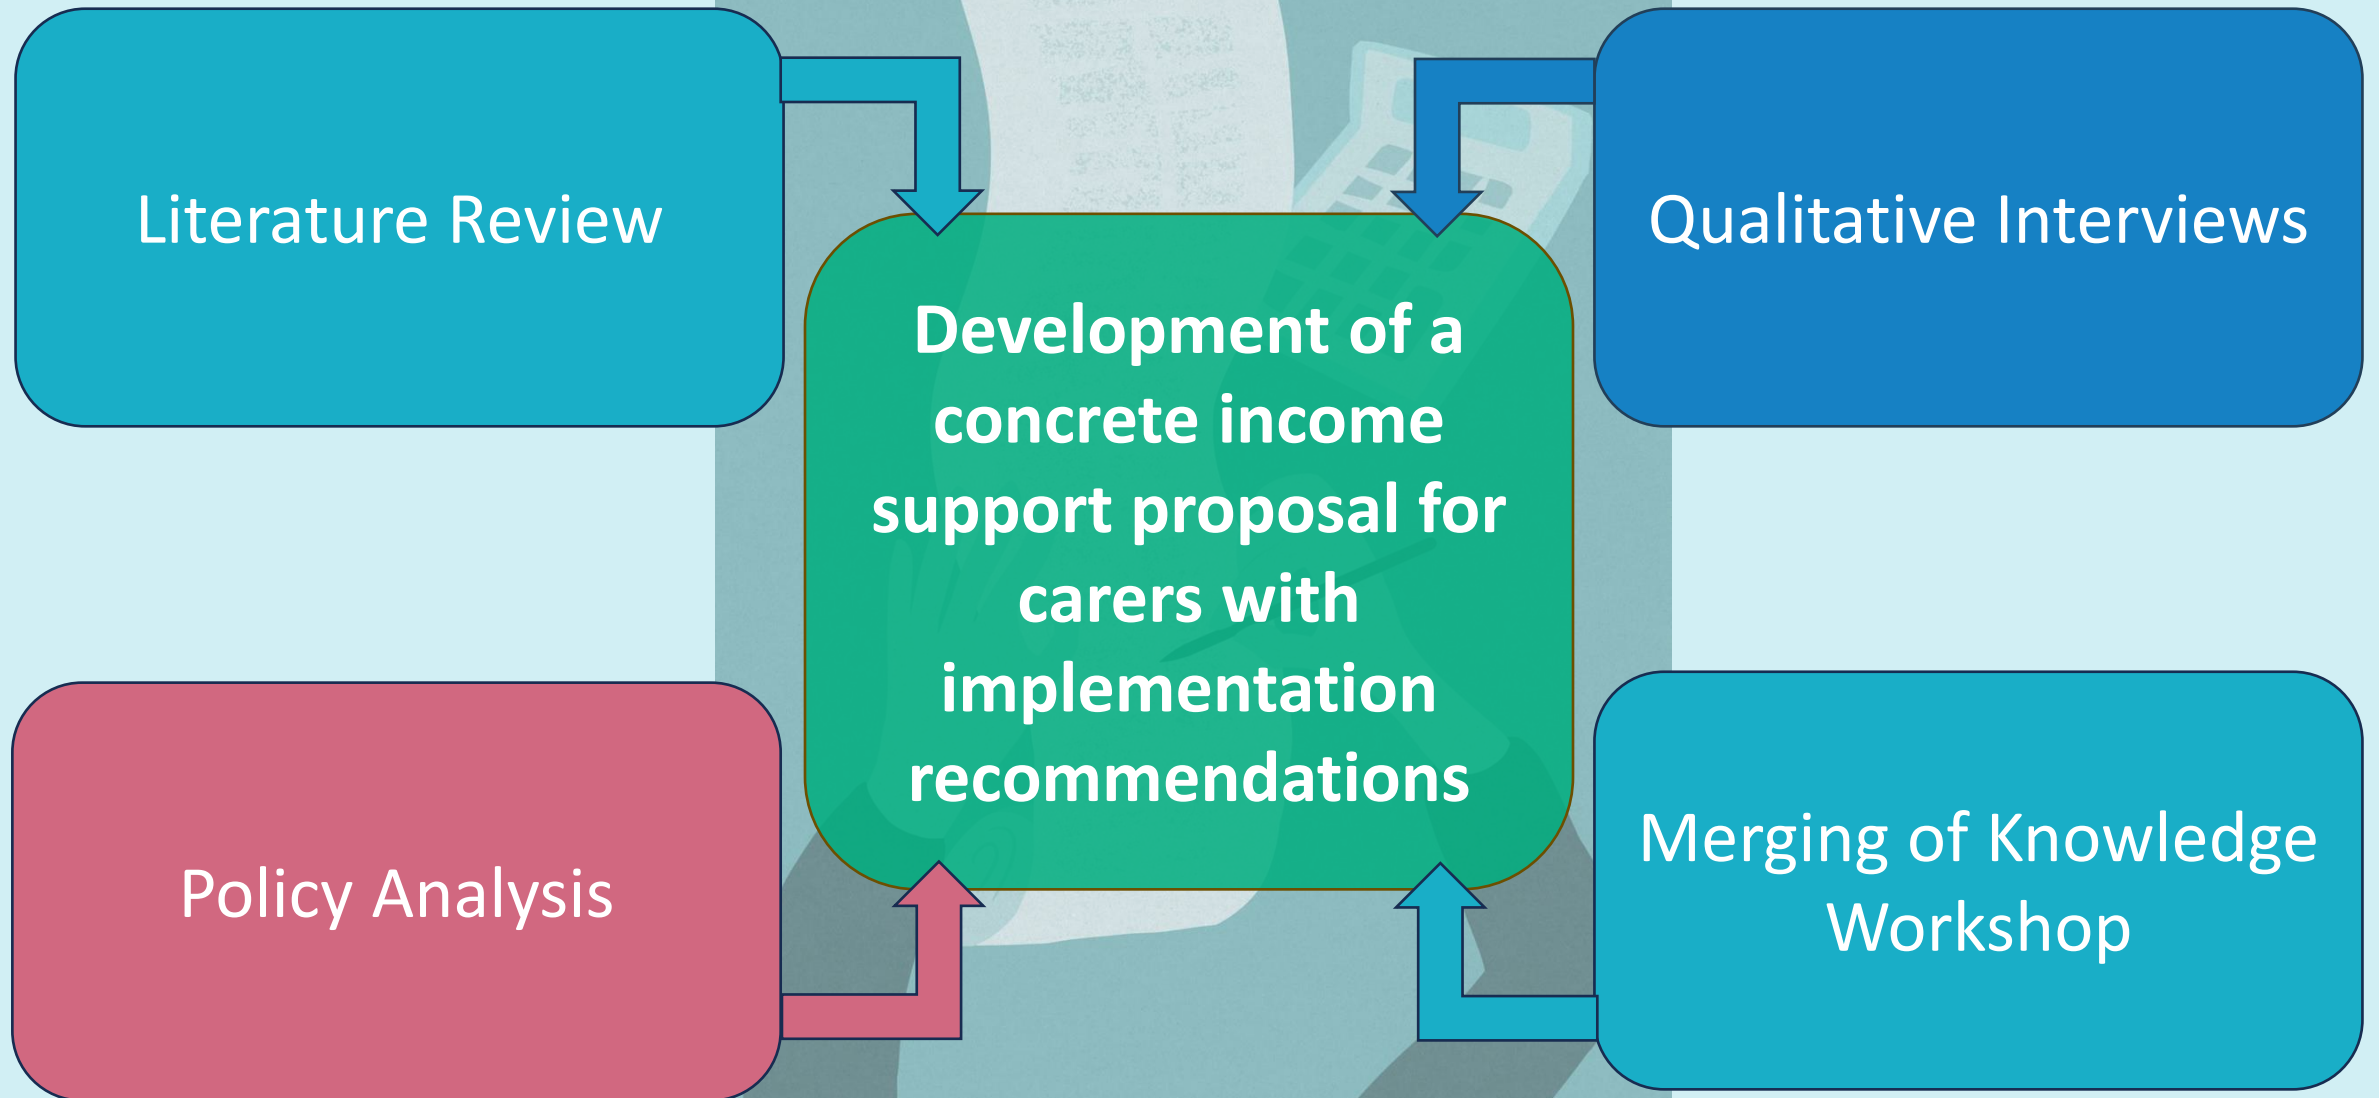 Literature Review
Qualitative Interviews
Development of a
concrete income
support proposal for
carers with
implementation
recommendations
Policy Analysis
Merging of Knowledge
Workshop